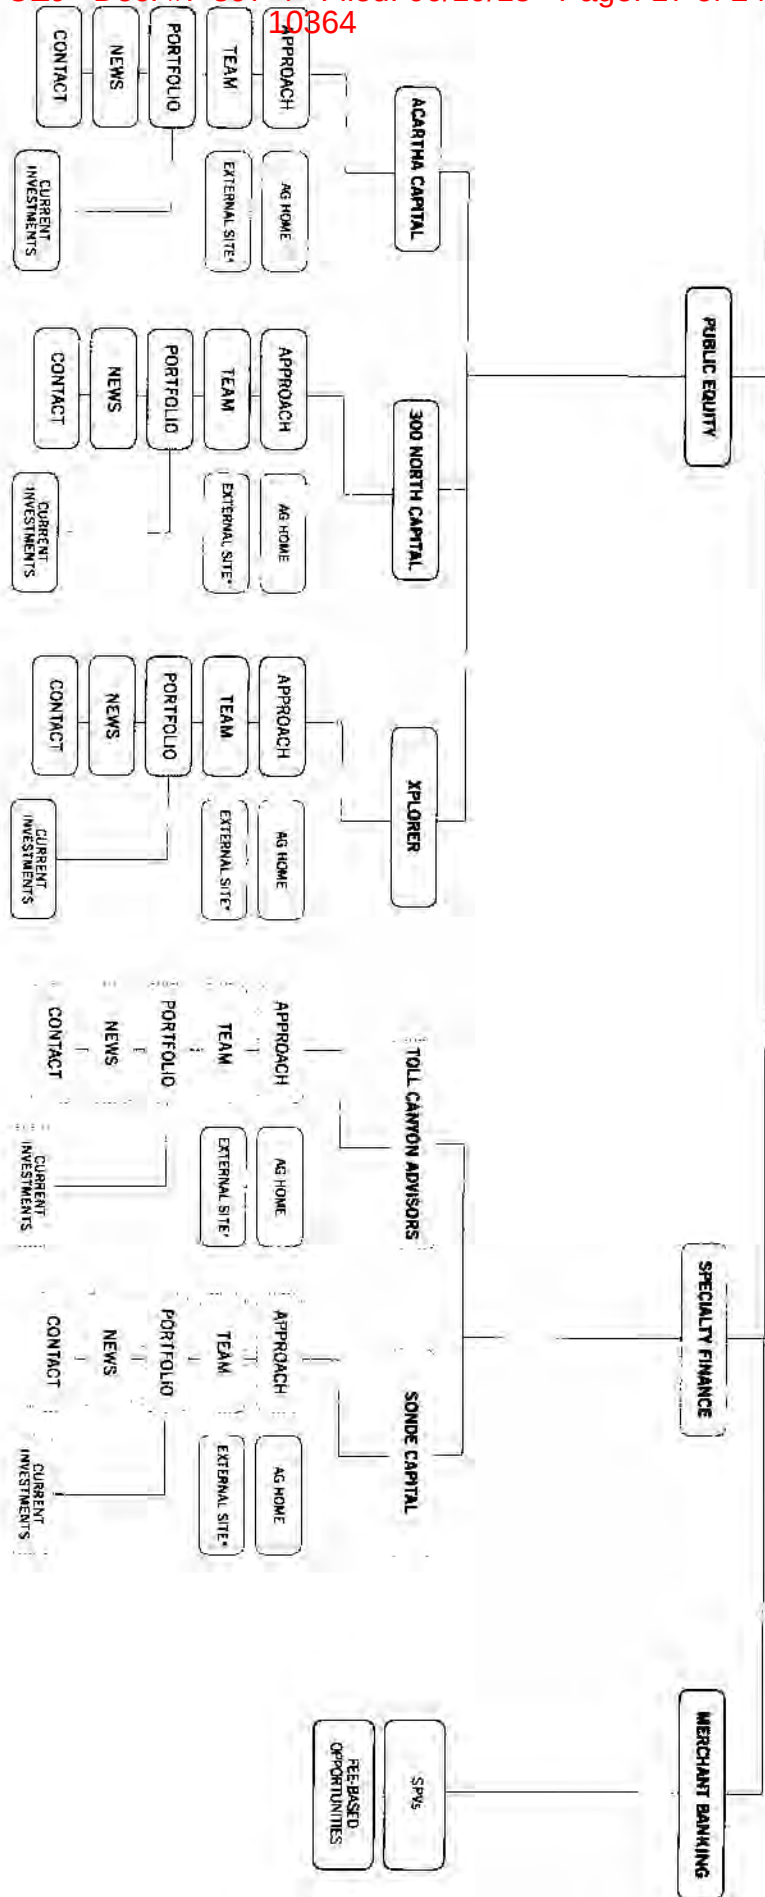 10364
PUBLIC EQUITY
SPECIALTY FINANCE
MERCHANT BANKING
ACARTHA CAPITAL
300 NORTH CAPITAL
XPLORER
TOLL CANYON ADVISORS
SONDE CAPITAL
SPVs
FEE-BASED
OPPORTUNITIES
APPROACH
TEAM
PORTFOLIO
NEWS
CONTACT
AG HOME
EXTERNAL SITE*
CURRENT
INVESTMENTS
APPROACH
TEAM
PORTFOLIO
NEWS
CONTACT
AG HOME
EXTERNAL SITE*
CURRENT
INVESTMENTS
APPROACH
TEAM
PORTFOLIO
NEWS
CONTACT
AG HOME
EXTERNAL SITE*
CURRENT
INVESTMENTS
APPROACH
TEAM
PORTFOLIO
NEWS
CONTACT
AG HOME
EXTERNAL SITE*
CURRENT
INVESTMENTS
APPROACH
TEAM
PORTFOLIO
NEWS
CONTACT
AG HOME
EXTERNAL SITE*
CURRENT
INVESTMENTS